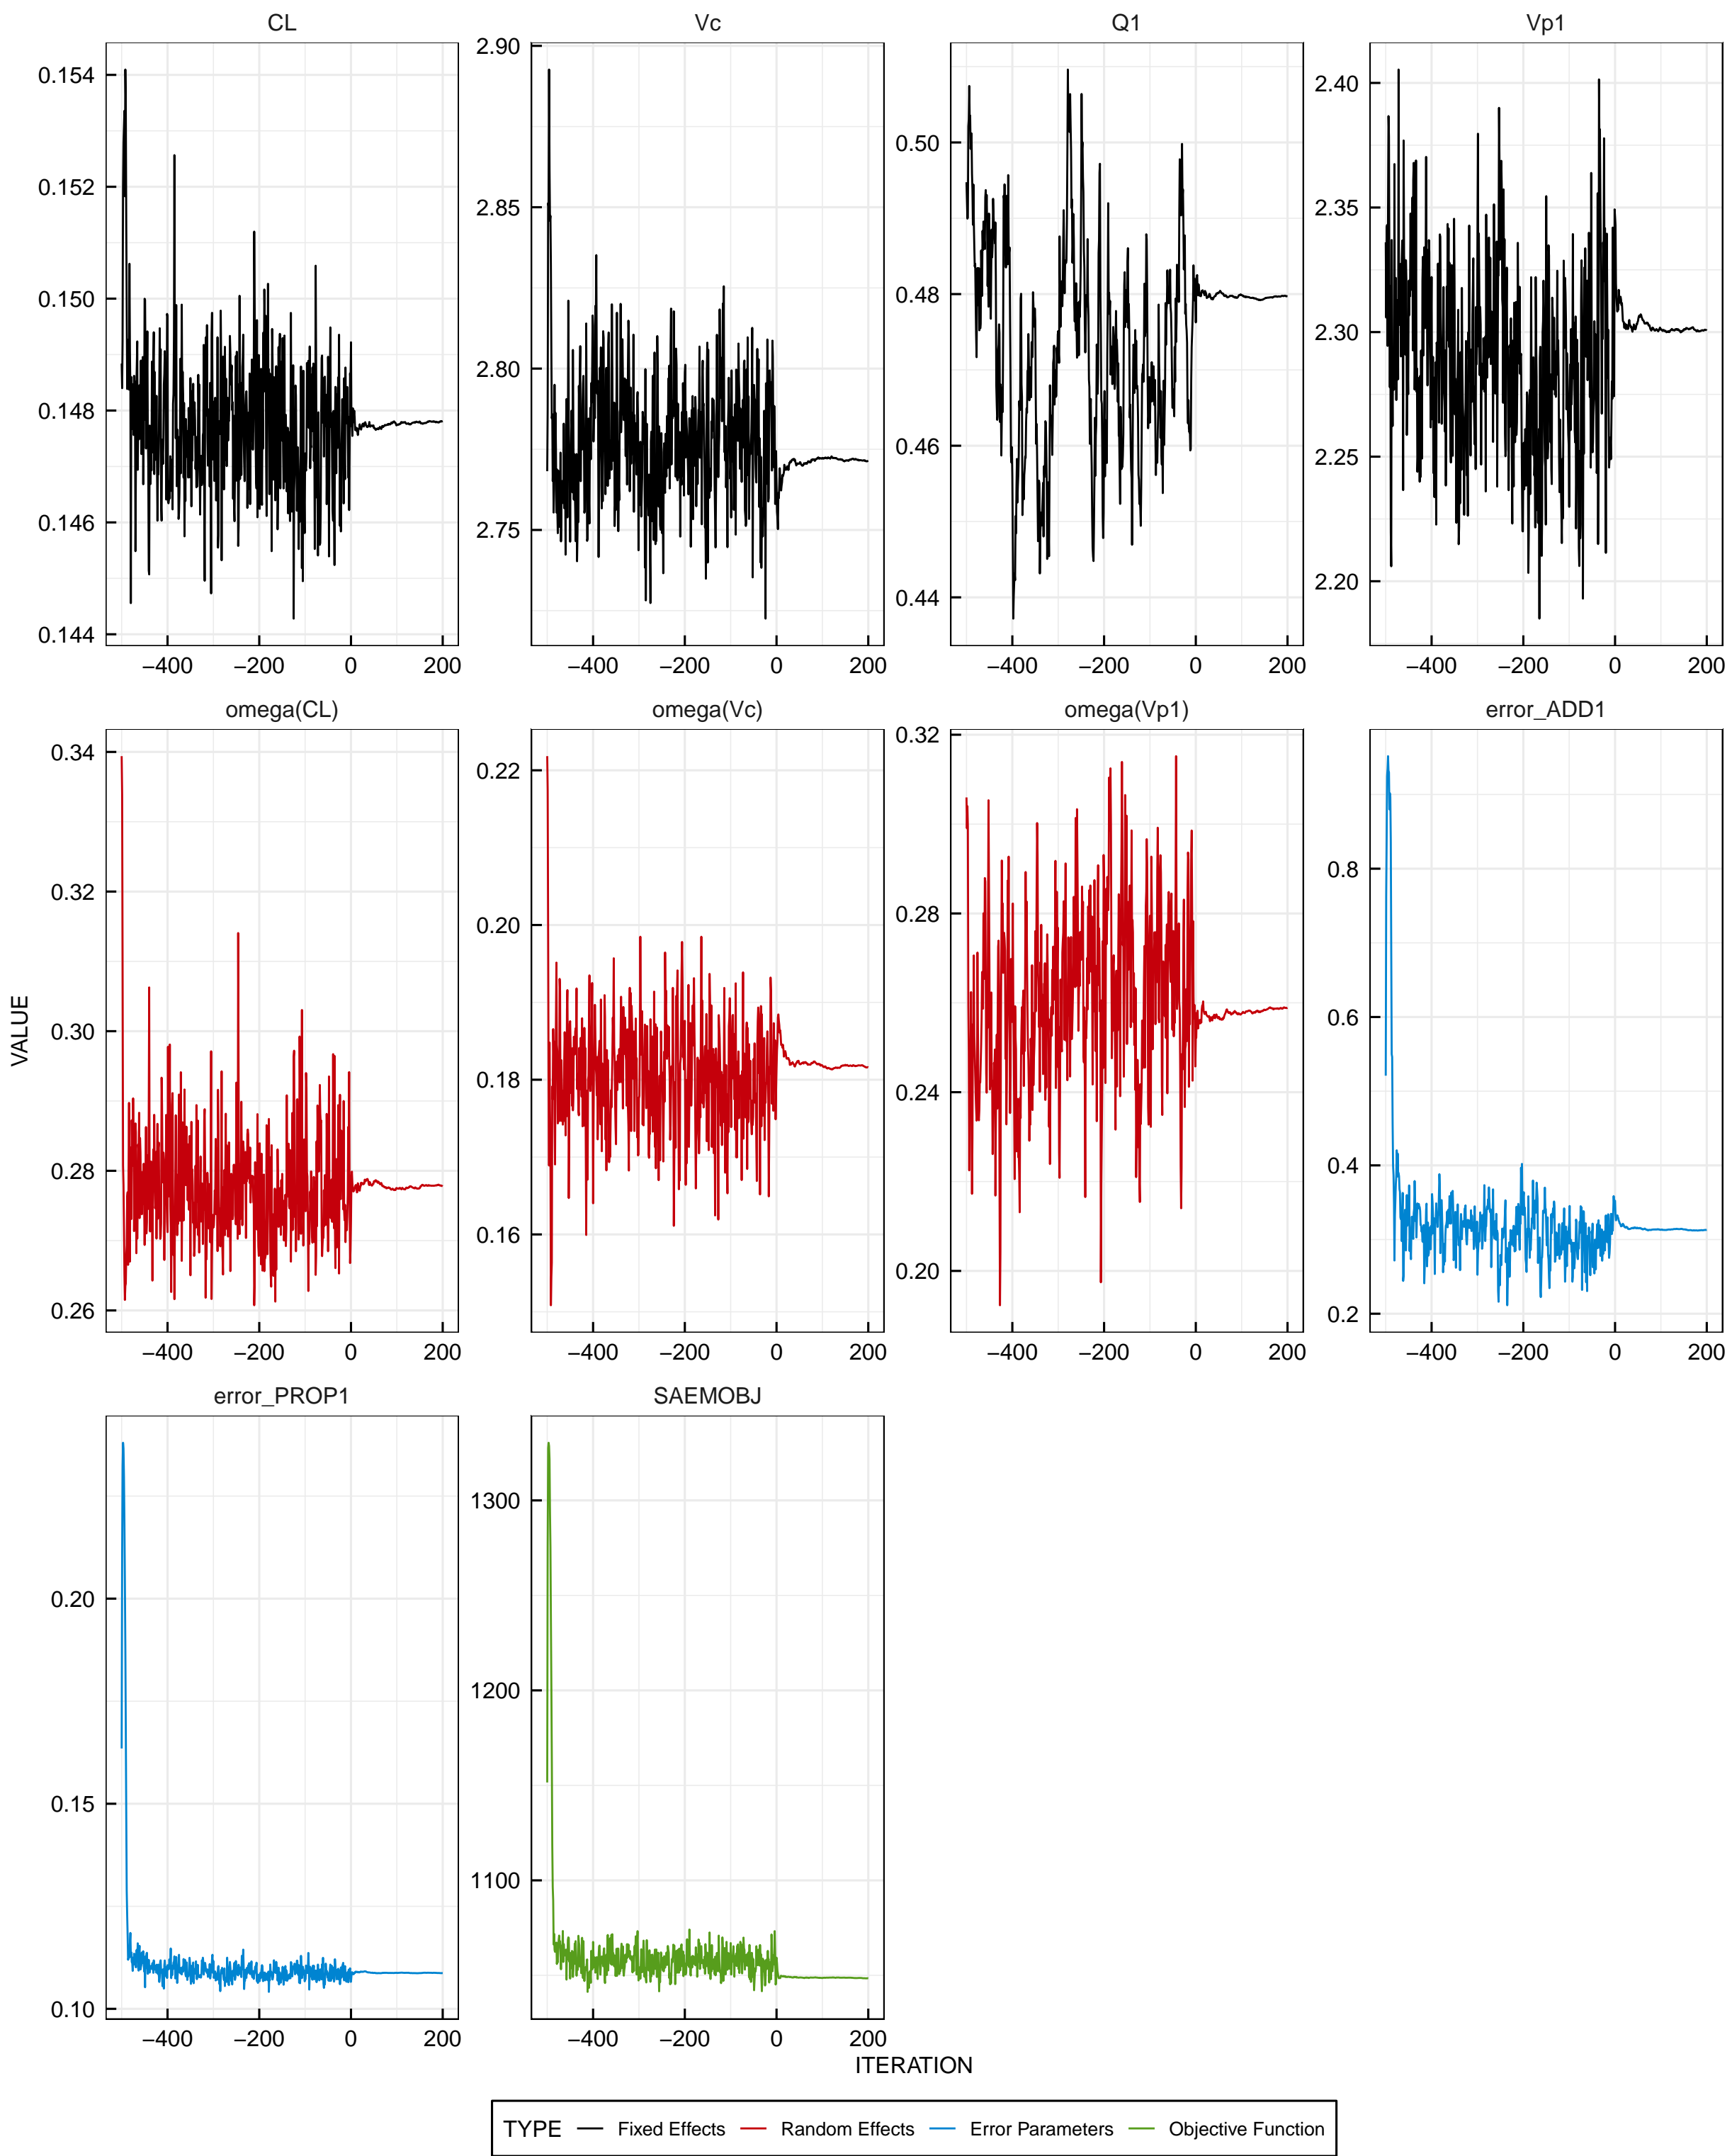 CL Vc Q1 Vp1
0.154 2.90 0.50 2.40
0.152 2.85 0.48 2.35
0.150 2.80 0.46 2.30
0.148 2.75 0.44 2.25
0.146 2.20
0.144
−400 −200 0 200 −400 −200 0 200 −400 −200 0 200 −400 −200 0 200
omega(CL) omega(Vc) omega(Vp1) error_ADD1
VALUE
0.34 0.22 0.32 0.8
0.32 0.20 0.28 0.6
0.30 0.18 0.24 0.4
0.28 0.16 0.20 0.2
0.26
−400 −200 0 200 −400 −200 0 200 −400 −200 0 200 −400 −200 0 200
error_PROP1 SAEMOBJ
0.20 1300
0.15 1200
0.10 1100
−400 −200 0 200 −400 −200 0 200
ITERATION
TYPE Fixed Effects Random Effects Error Parameters Objective Function